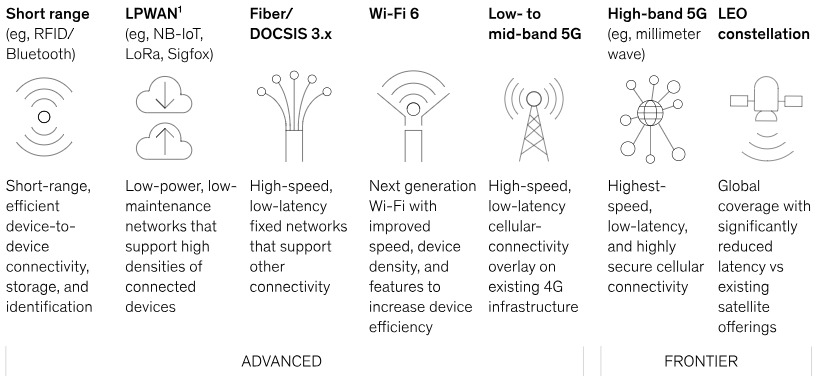 Short range
(eg, RFID/
Bluetooth)
LPWAN¹
(eg, NB-IoT,
LoRa, Sigfox)
Fiber/
DOCSIS 3.x
Wi-Fi 6
Low- to
mid-band 5G
High-band 5G
(eg, millimeter
wave)
LEO
constellation
Short-range,
efficient
device-to-
device
connectivity,
storage, and
identification
Low-power, low-
maintenance
networks that
support high
densities of
connected
devices
High-speed,
low-latency
fixed networks
that support
other
connectivity
Next generation
Wi-Fi with
improved
speed, device
density, and
features to
increase device
efficiency
High-speed,
low-latency
cellular-
connectivity
overlay on
existing 4G
infrastructure
Highest-
speed,
low-latency,
and highly
secure cellular
connectivity
Global
coverage with
significantly
reduced
latency vs
existing
satellite
offerings
ADVANCED
FRONTIER